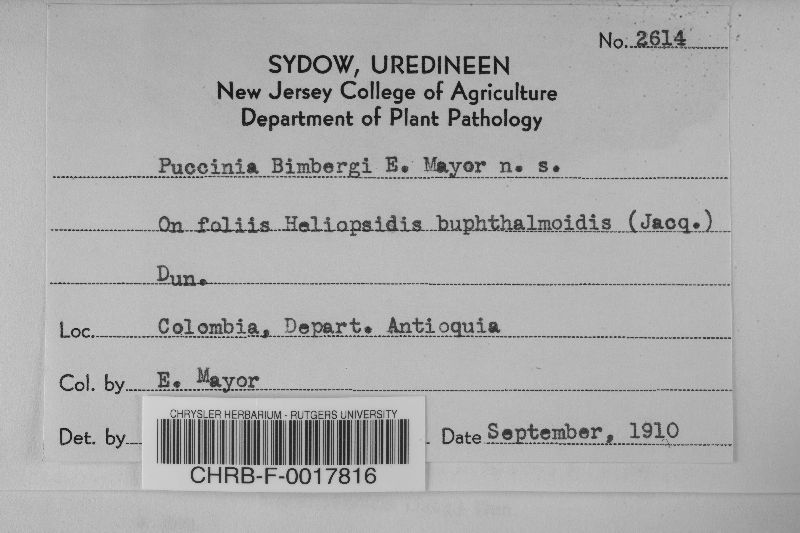 No. 2614
SYDOW, UREDINEEN
New Jersey College of Agriculture
Department of Plant Pathology
Puccinia Bimbergi E. Mayor n. s.
On foliis Heliopsidis buphthalmoidis (Jacq.)
Dun.
Loc. Colombia, Depart. Antioquia
Col. by E. Mayor
Det. by Date September, 1910
CHRYSLER HERBARIUM - RUTGERS UNIVERSITY
CHRB-F-0017816